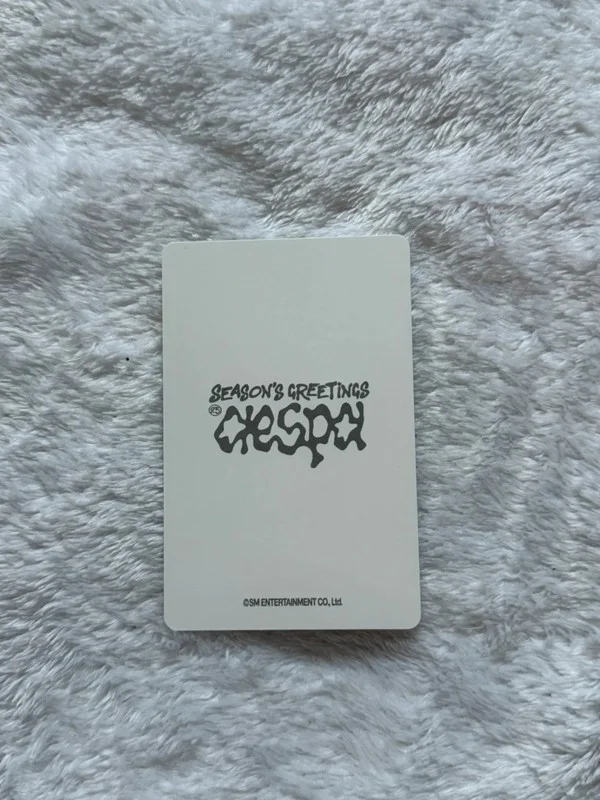 SEASON'S GREETINGS
aespa
©SM ENTERTAINMENT CO., Ltd.